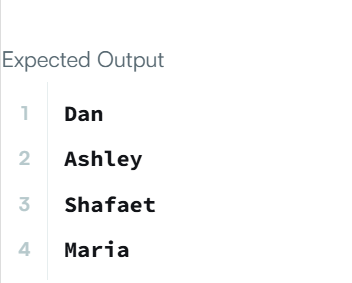 Expected Output
1 Dan
2 Ashley
3 Shafaet
4 Maria